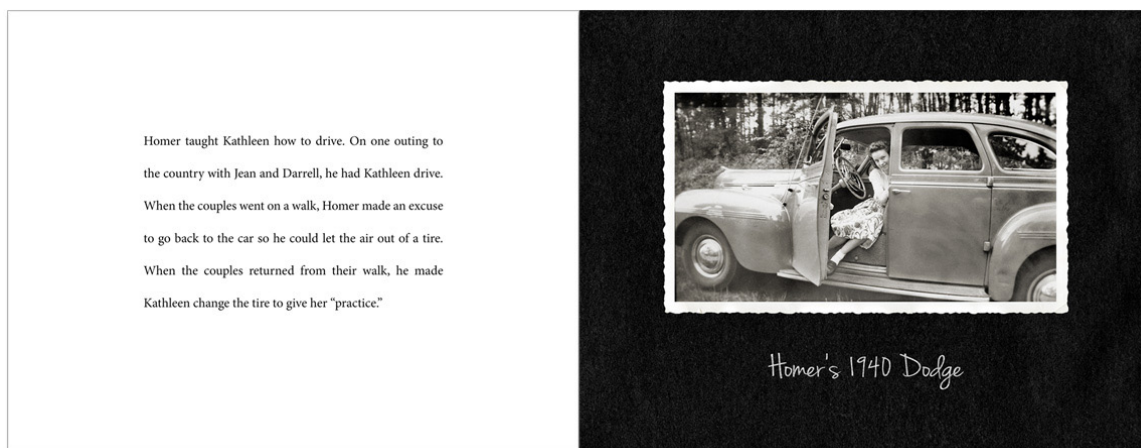 Homer taught Kathleen how to drive. On one outing to
the country with Jean and Darrell, he had Kathleen drive.
When the couples went on a walk, Homer made an excuse
to go back to the car so he could let the air out of a tire.
When the couples returned from their walk, he made
Kathleen change the tire to give her “practice.”
Homer's 1940 Dodge